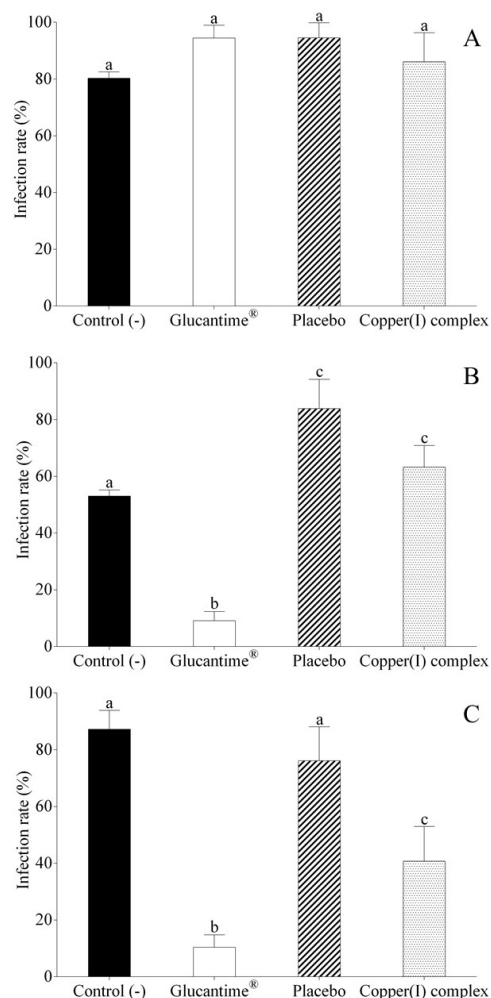 A
Infection rate (%)
100
80
60
40
20
0
a
a
a
a
Control (-) Glucantime® Placebo Copper(I) complex
B
Infection rate (%)
100
80
60
40
20
0
a
b
c
c
Control (-) Glucantime® Placebo Copper(I) complex
C
Infection rate (%)
100
80
60
40
20
0
a
b
a
c
Control (-) Glucantime® Placebo Copper(I) complex